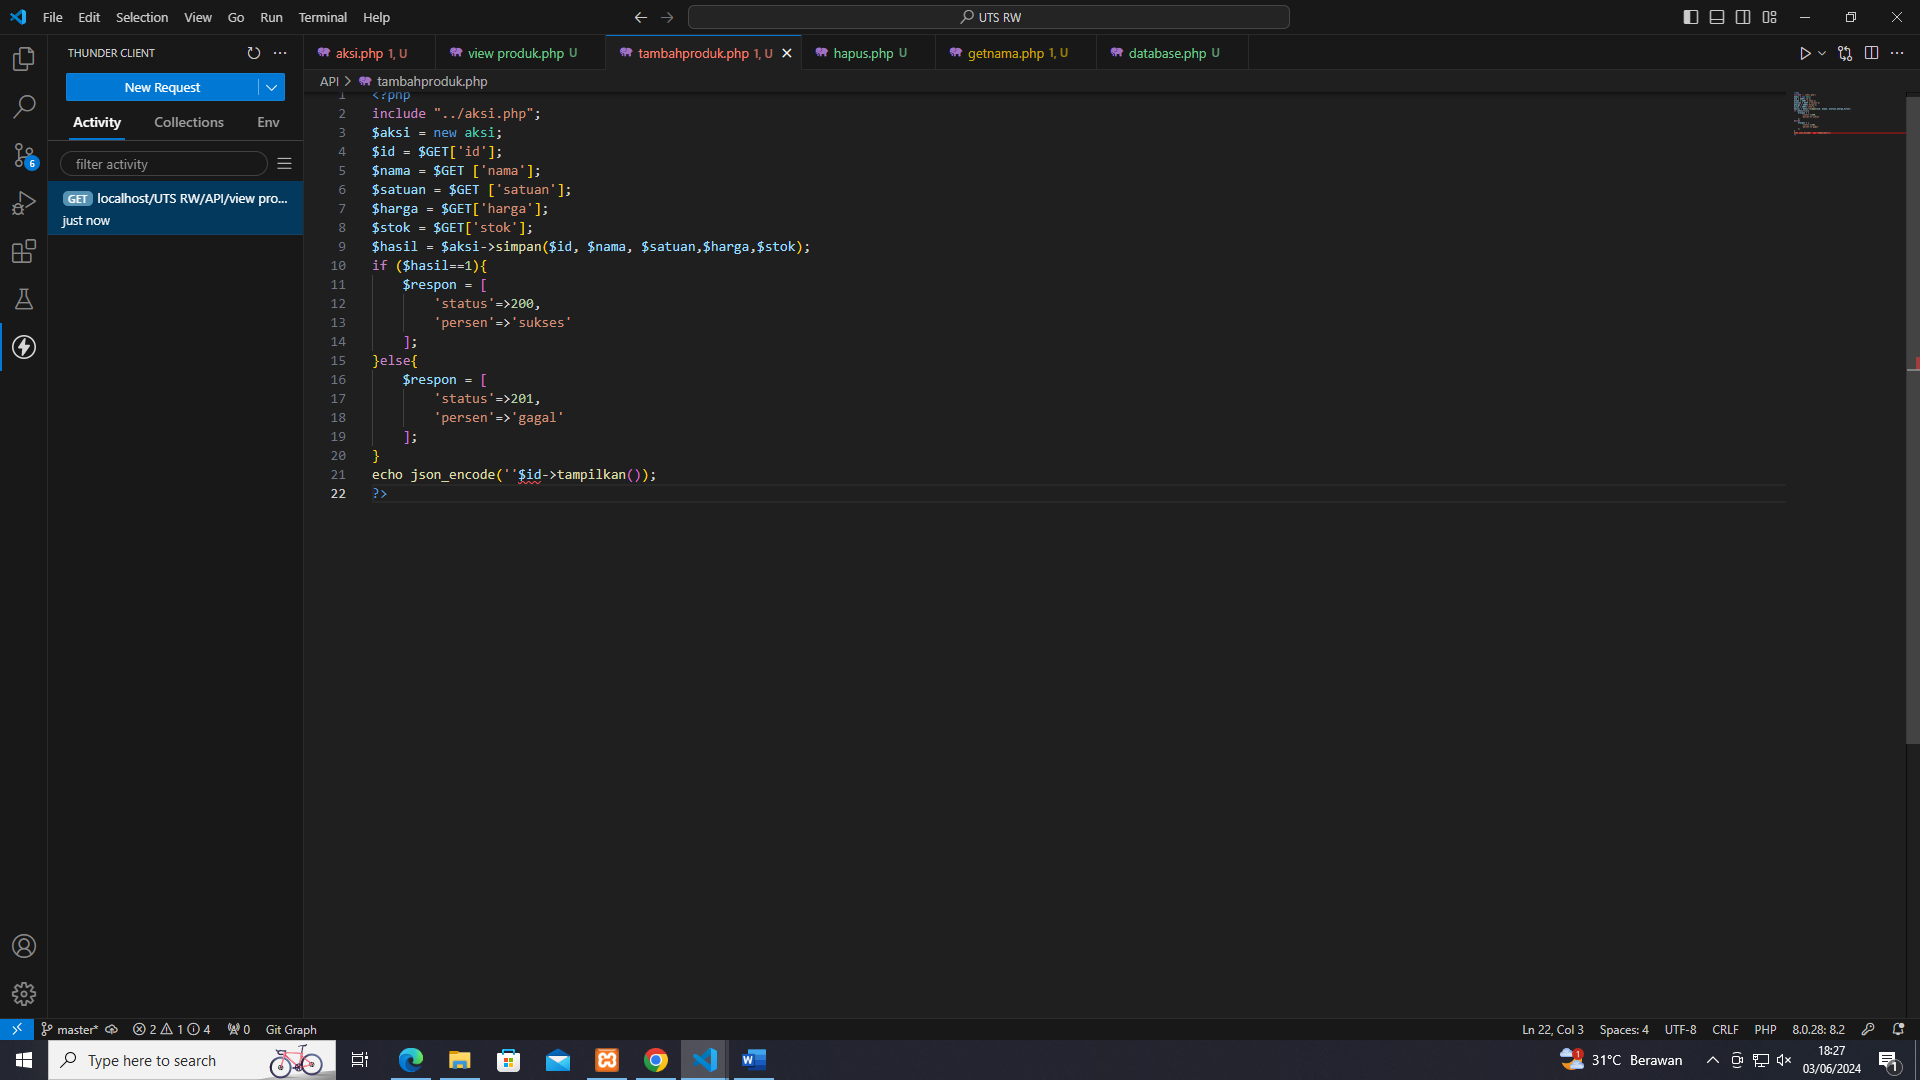 File Edit Selection View Go Run Terminal Help
UTS RW
THUNDER CLIENT
New Request
Activity Collections Env
filter activity
GET localhost/UTS RW/API/view pro...
just now
aksi.php 1, U
view produk.php U
tambahproduk.php 1, U
hapus.php U
getnama.php 1, U
database.php U
API > tambahproduk.php
1 <?php
2 include "../aksi.php";
3 $aksi = new aksi;
4 $id = $GET['id'];
5 $nama = $GET ['nama'];
6 $satuan = $GET ['satuan'];
7 $harga = $GET['harga'];
8 $stok = $GET['stok'];
9 $hasil = $aksi->simpan($id, $nama, $satuan,$harga,$stok);
10 if ($hasil==1){
11 $respon = [
12 'status'=>200,
13 'persen'=>'sukses'
14 ];
15 }else{
16 $respon = [
17 'status'=>201,
18 'persen'=>'gagal'
19 ];
20 }
21 echo json_encode(''$id->tampilkan());
22 ?>
6
master* 2 1 4 0 Git Graph
Ln 22, Col 3 Spaces: 4 UTF-8 CRLF PHP 8.0.28: 8.2
Type here to search
1 31°C Berawan
18:27
03/06/2024
1